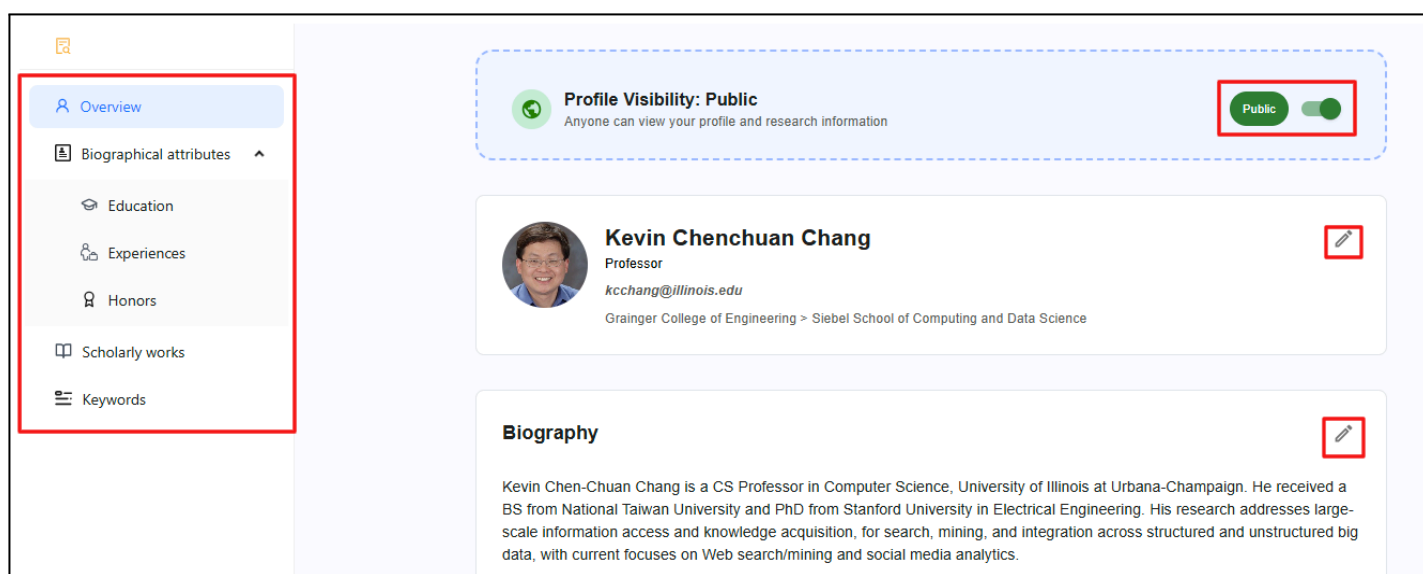 Overview
Biographical attributes
Education
Experiences
Honors
Scholarly works
Keywords
Profile Visibility: Public
Anyone can view your profile and research information
Public
Kevin Chenchuan Chang
Professor
kcchang@illinois.edu
Grainger College of Engineering > Siebel School of Computing and Data Science
Biography
Kevin Chen-Chuan Chang is a CS Professor in Computer Science, University of Illinois at Urbana-Champaign. He received a
BS from National Taiwan University and PhD from Stanford University in Electrical Engineering. His research addresses large-
scale information access and knowledge acquisition, for search, mining, and integration across structured and unstructured big
data, with current focuses on Web search/mining and social media analytics.